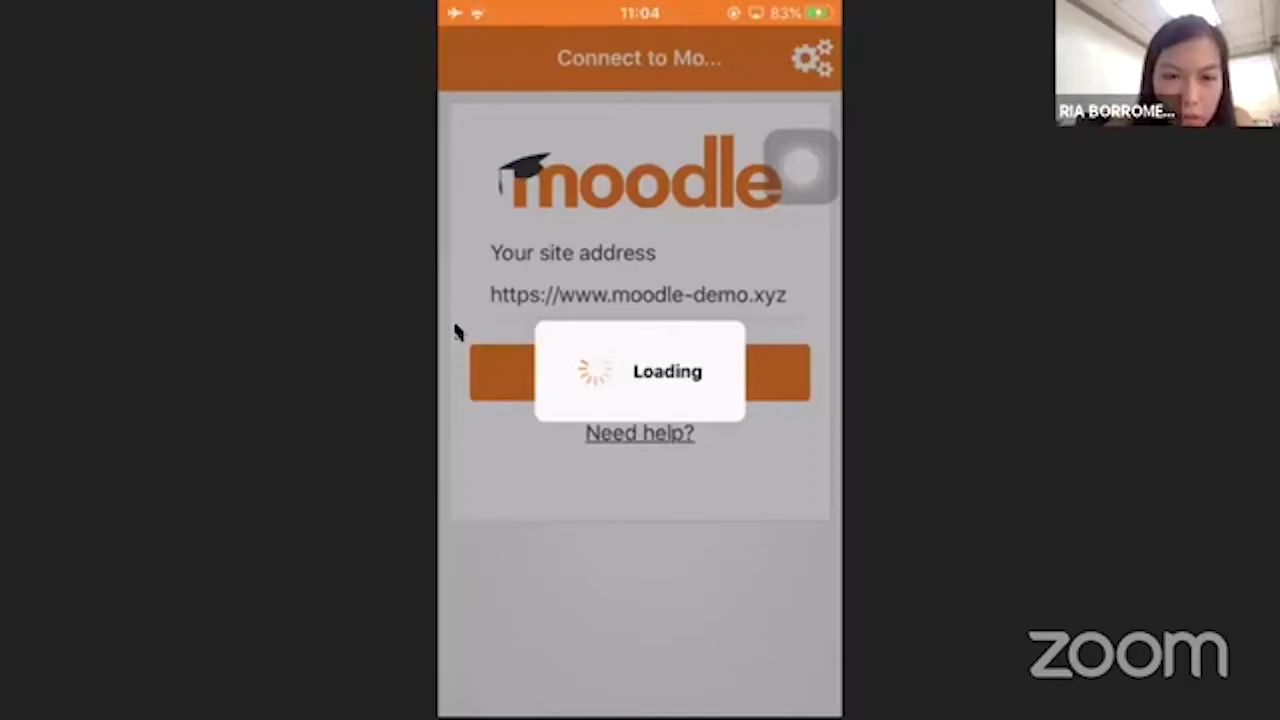 11:04 83%
Connect to Mo...
RIA BORROME...
moodle
Your site address
https://www.moodle-demo.xyz
Loading
Need help?
zoom